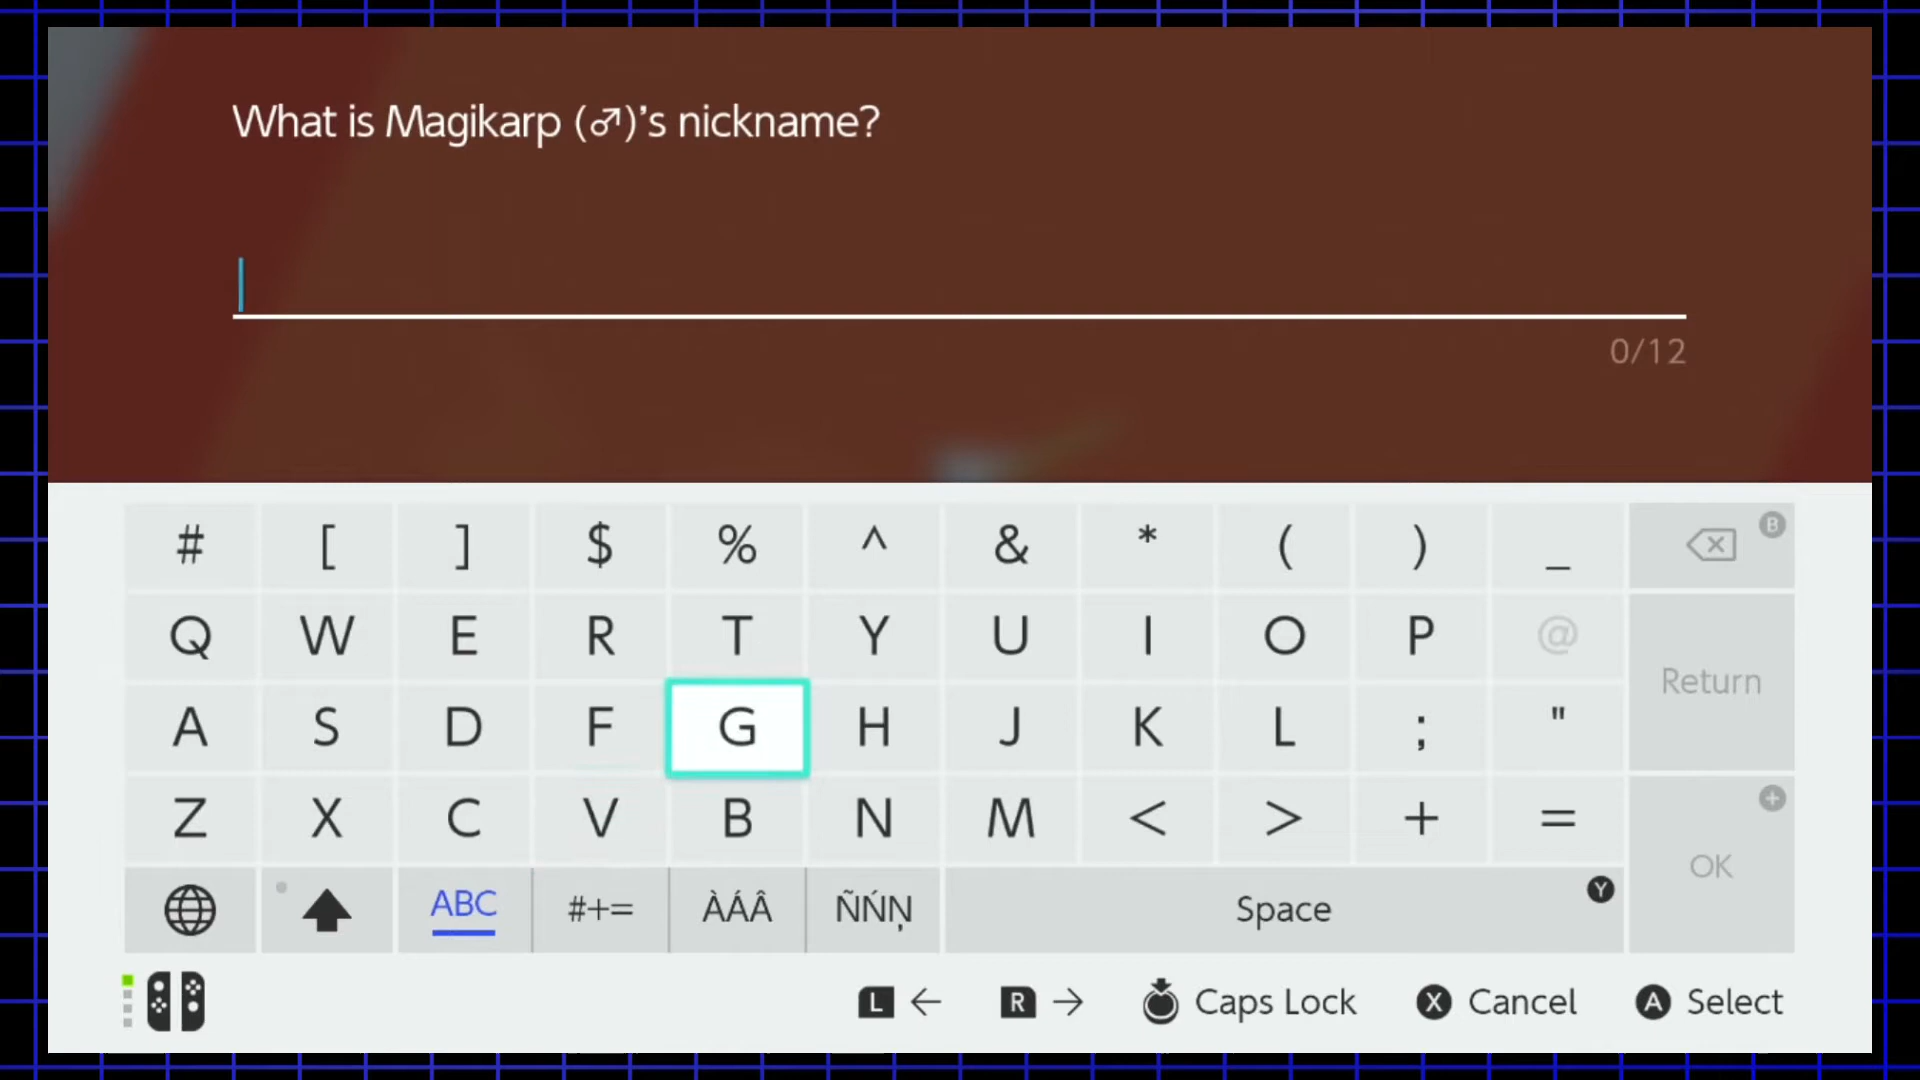 What is Magikarp (♂)'s nickname?
0/12
# [ ] $ % ^ & * ( ) _ B
Q W E R T Y U I O P @
Return
A S D F G H J K L ; "
Z X C V B N M < > + = +
OK
ABC #+= ÀÁÂ ÑŃŅ Space Y
L ← R → Caps Lock X Cancel A Select